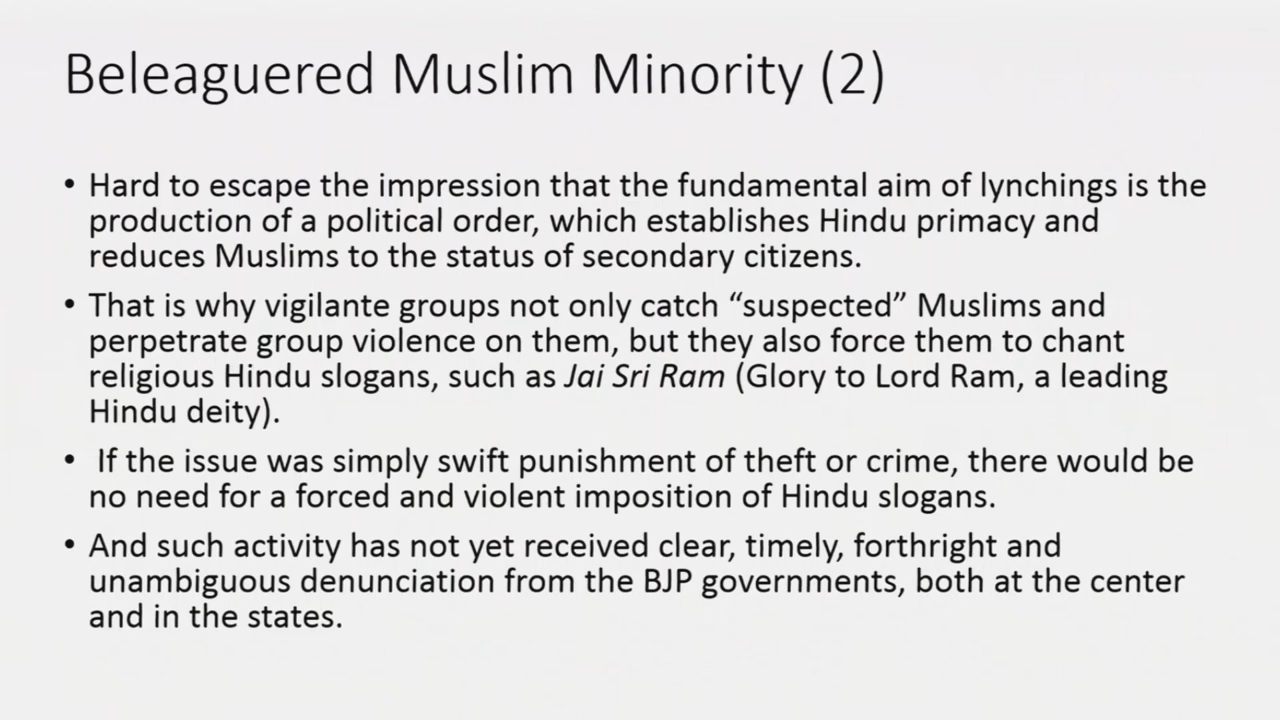 Beleaguered Muslim Minority (2)
• Hard to escape the impression that the fundamental aim of lynchings is the
production of a political order, which establishes Hindu primacy and
reduces Muslims to the status of secondary citizens.
• That is why vigilante groups not only catch “suspected” Muslims and
perpetrate group violence on them, but they also force them to chant
religious Hindu slogans, such as Jai Sri Ram (Glory to Lord Ram, a leading
Hindu deity).
• If the issue was simply swift punishment of theft or crime, there would be
no need for a forced and violent imposition of Hindu slogans.
• And such activity has not yet received clear, timely, forthright and
unambiguous denunciation from the BJP governments, both at the center
and in the states.